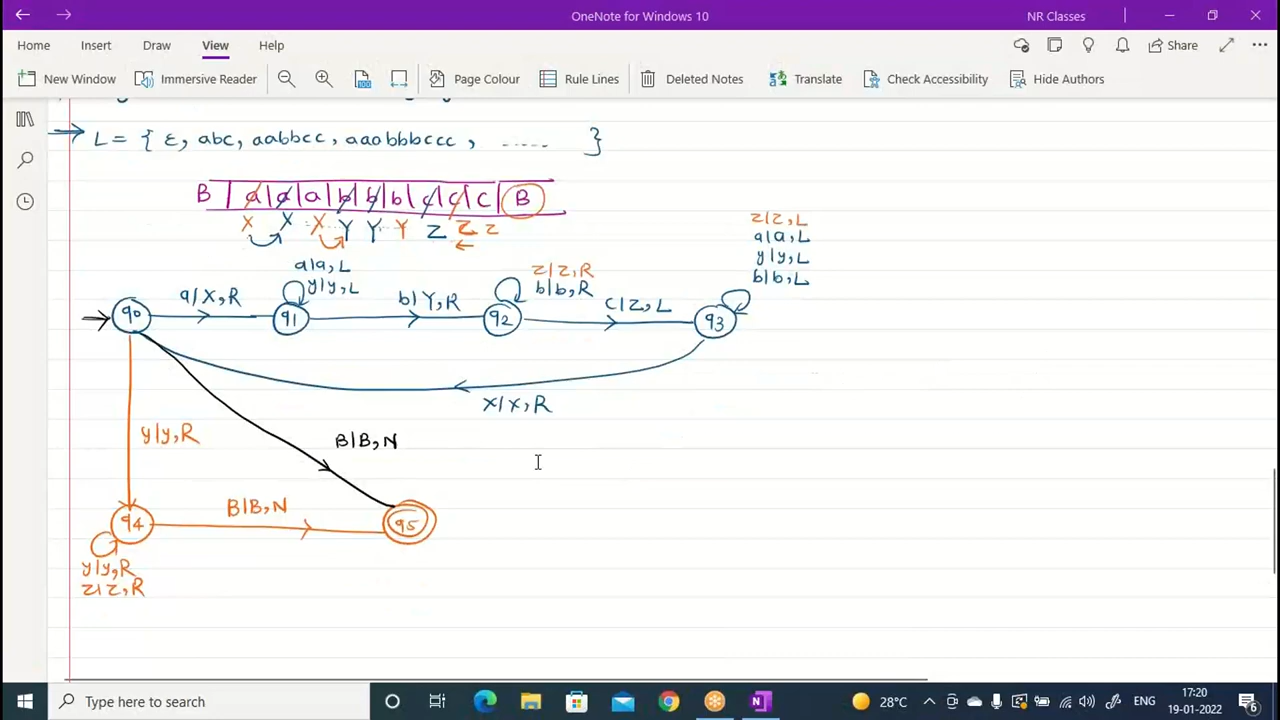 OneNote for Windows 10
NR Classes
Home Insert Draw View Help
Share
New Window Immersive Reader Page Colour Rule Lines Deleted Notes Translate Check Accessibility Hide Authors
L = { ε, abc, aabbcc, aaabbbccc, ..... }
B | a | a | a | b | b | b | c | c | c | B
X X X Y Y Y Z Z Z
z|z, L
a|a, L
y|y, L
b|b, L
a|a, L
y|y, L
z|z, R
b|b, R
q0 a|X, R q1 b|Y, R q2 c|Z, L q3
x|x, R
y|y, R
B|B, N
q4 B|B, N q5
y|y, R
z|z, R
Type here to search
28°C
ENG
17:20
19-01-2022
6